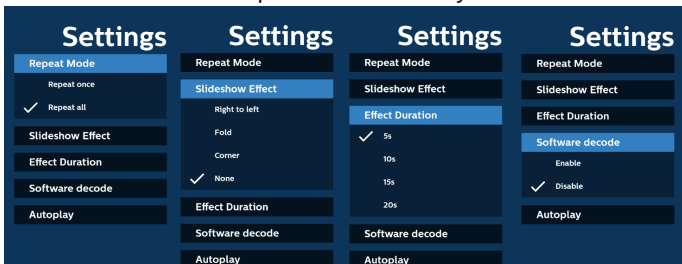 Settings
Repeat Mode
Repeat once
Repeat all
Slideshow Effect
Effect Duration
Software decode
Autoplay
Settings
Repeat Mode
Slideshow Effect
Right to left
Fold
Corner
None
Effect Duration
Software decode
Autoplay
Settings
Repeat Mode
Slideshow Effect
Effect Duration
5s
10s
15s
20s
Software decode
Autoplay
Settings
Repeat Mode
Slideshow Effect
Effect Duration
Software decode
Enable
Disable
Autoplay